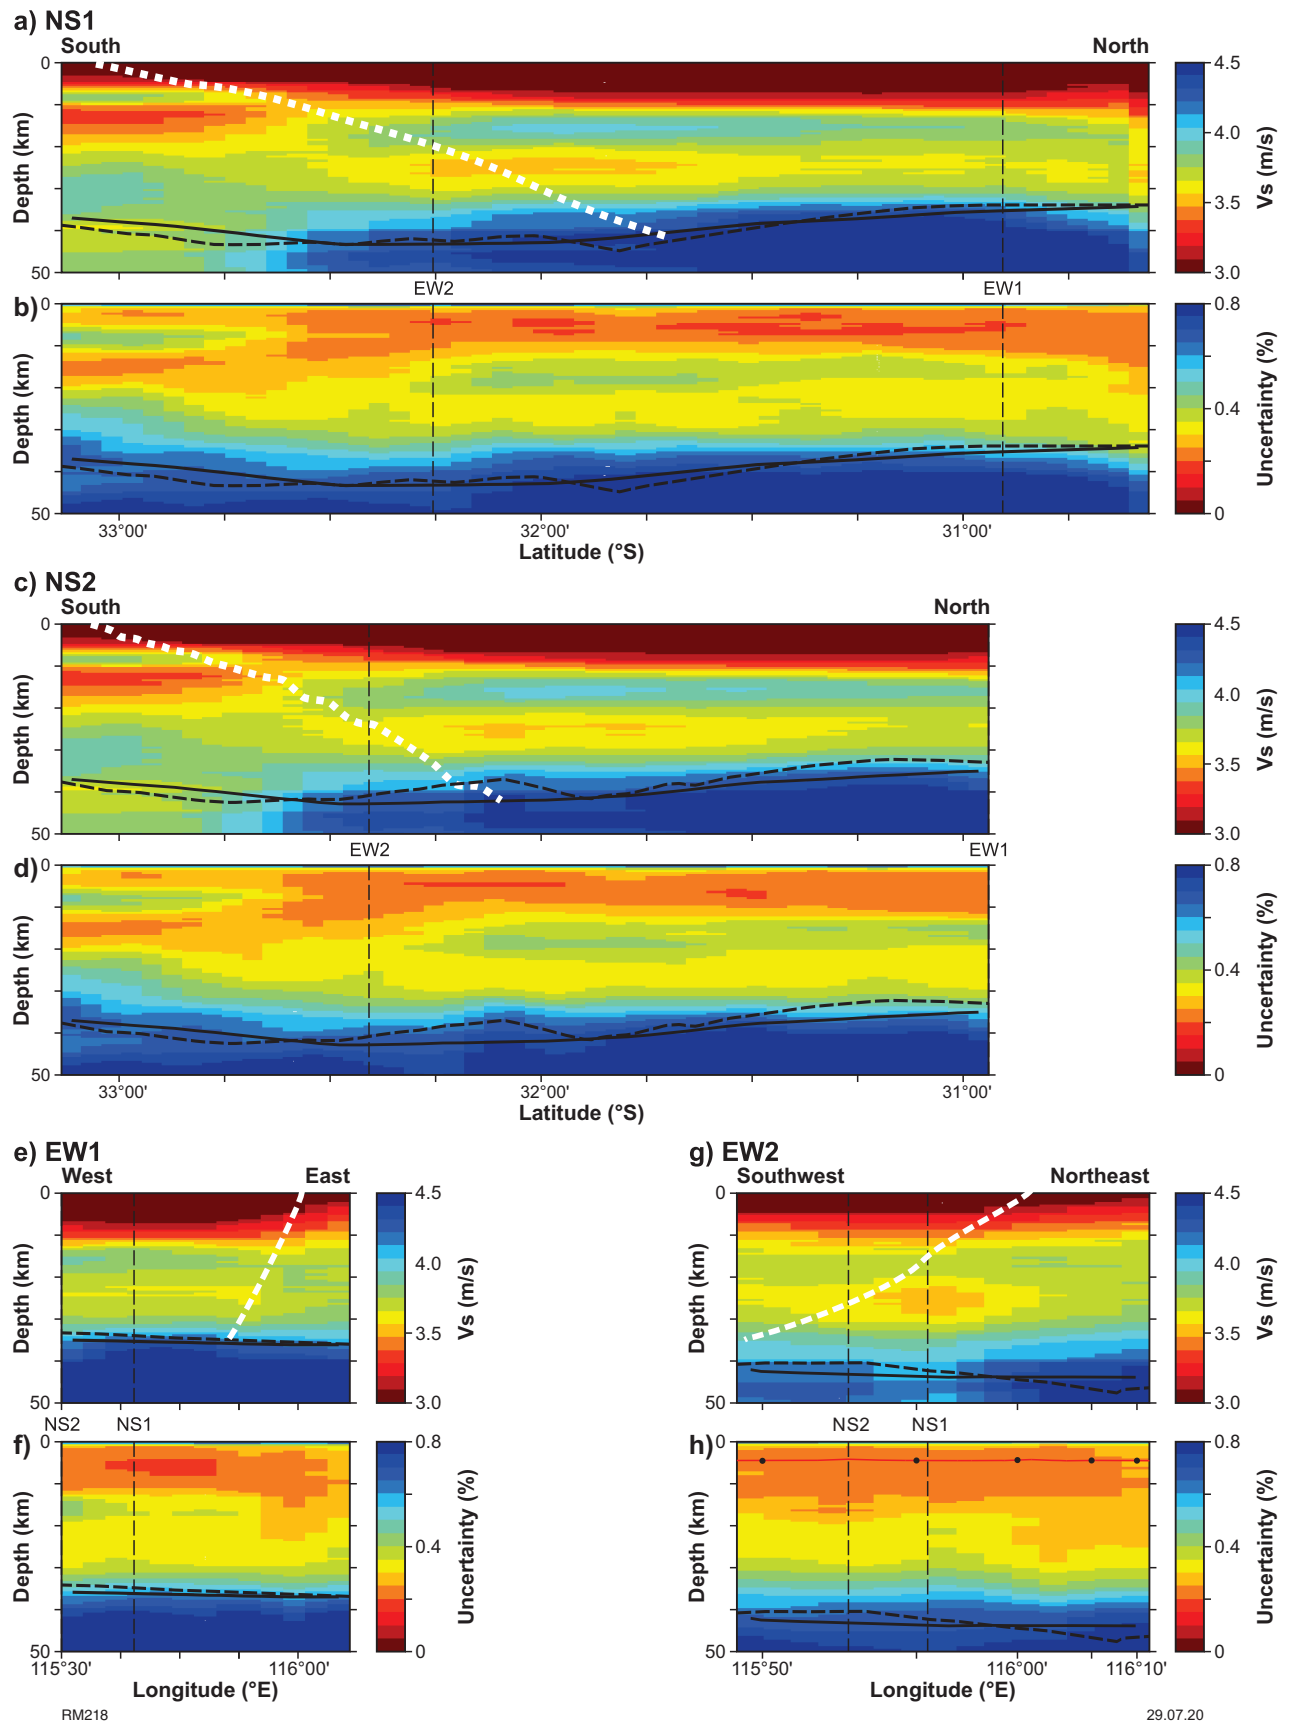 a) NS1
South North
0
50
Depth (km)
4.5
4.0
3.5
3.0
Vs (m/s)
EW2 EW1
b)
0
50
Depth (km)
0.8
0.4
0
Uncertainty (%)
33°00' 32°00' 31°00'
Latitude (°S)
c) NS2
South North
0
50
Depth (km)
4.5
4.0
3.5
3.0
Vs (m/s)
EW2 EW1
d)
0
50
Depth (km)
0.8
0.4
0
Uncertainty (%)
33°00' 32°00' 31°00'
Latitude (°S)
e) EW1
West East
0
50
Depth (km)
4.5
4.0
3.5
3.0
Vs (m/s)
NS2 NS1
f)
0
50
Depth (km)
0.8
0.4
0
Uncertainty (%)
115°30' 116°00'
Longitude (°E)
g) EW2
Southwest Northeast
0
50
Depth (km)
4.5
4.0
3.5
3.0
Vs (m/s)
NS2 NS1
h)
0
50
Depth (km)
0.8
0.4
0
Uncertainty (%)
115°50' 116°00' 116°10'
Longitude (°E)
RM218 29.07.20